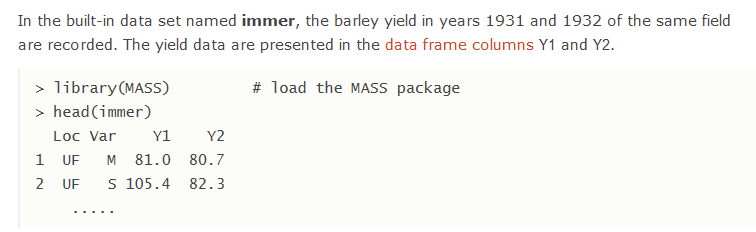 In the built-in data set named immer, the barley yield in years 1931 and 1932 of the same field
are recorded. The yield data are presented in the data frame columns Y1 and Y2.
> library(MASS)         # load the MASS package
> head(immer)
  Loc Var    Y1    Y2
1  UF   M  81.0  80.7
2  UF   S 105.4  82.3
    .....